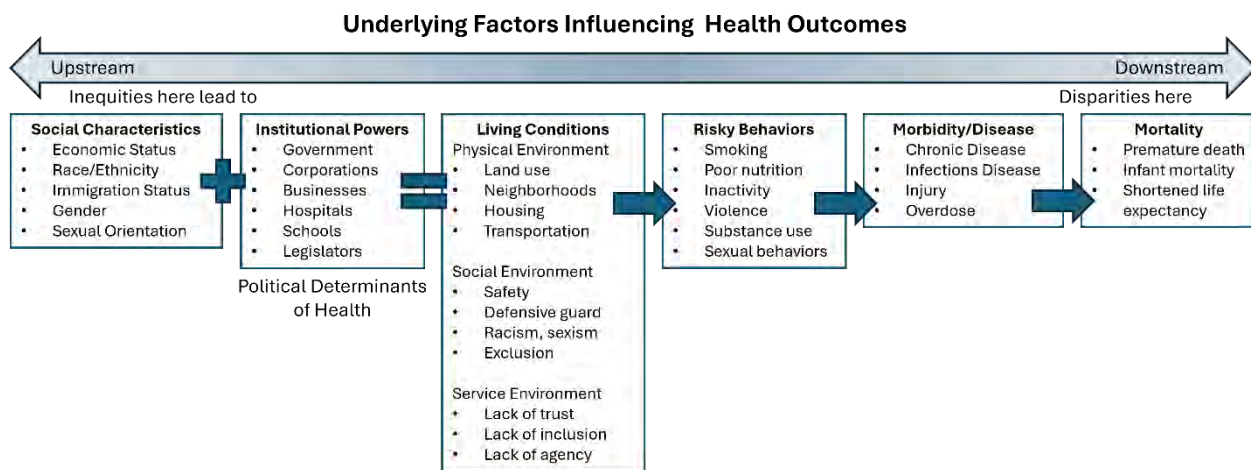 Underlying Factors Influencing Health Outcomes
Upstream
Downstream
Inequities here lead to
Disparities here
Social Characteristics
• Economic Status
• Race/Ethnicity
• Immigration Status
• Gender
• Sexual Orientation
Institutional Powers
• Government
• Corporations
• Businesses
• Hospitals
• Schools
• Legislators
Political Determinants
of Health
Living Conditions
Physical Environment
• Land use
• Neighborhoods
• Housing
• Transportation
Social Environment
• Safety
• Defensive guard
• Racism, sexism
• Exclusion
Service Environment
• Lack of trust
• Lack of inclusion
• Lack of agency
Risky Behaviors
• Smoking
• Poor nutrition
• Inactivity
• Violence
• Substance use
• Sexual behaviors
Morbidity/Disease
• Chronic Disease
• Infections Disease
• Injury
• Overdose
Mortality
• Premature death
• Infant mortality
• Shortened life
expectancy